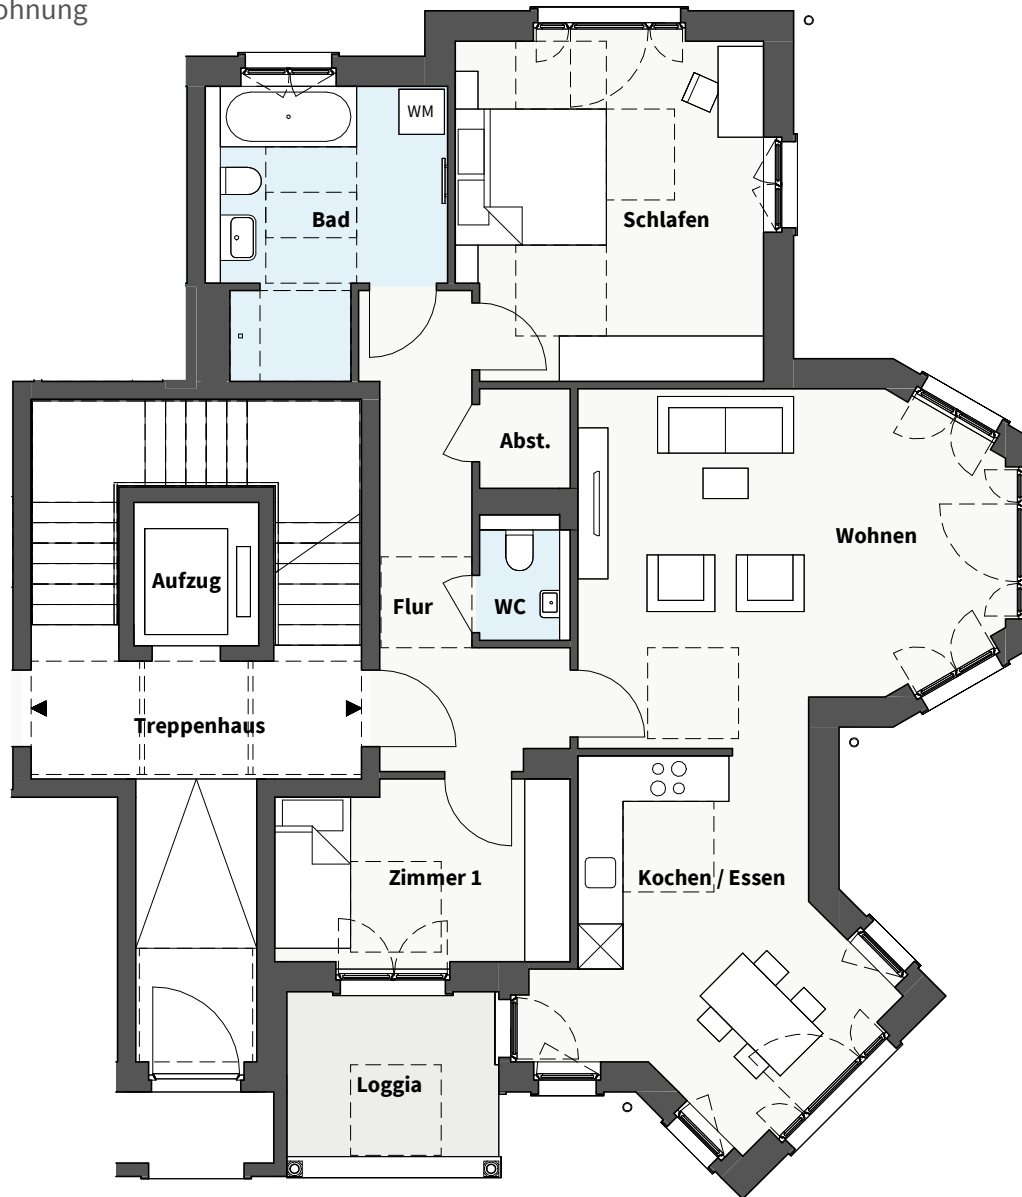 ohnung
WM
Bad
Schlafen
Abst.
Wohnen
Aufzug
Flur
WC
Treppenhaus
Zimmer 1
Kochen / Essen
Loggia